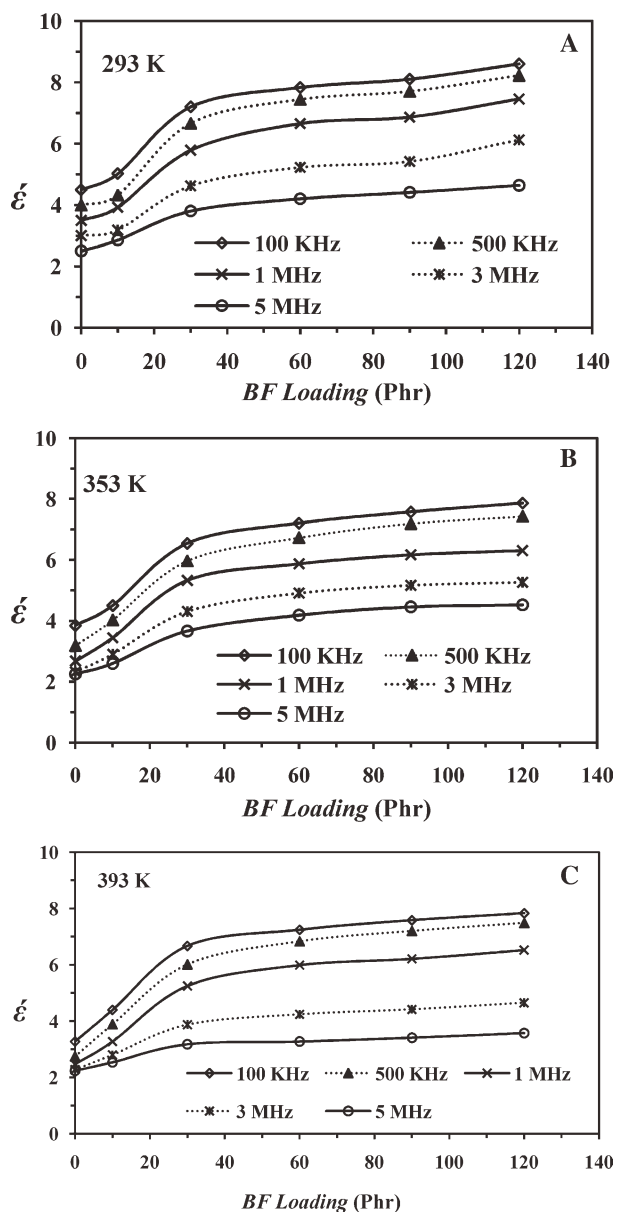 10
A
293 K
8
6
έ
4
100 KHz
500 KHz
1 MHz
3 MHz
2
5 MHz
0
0 20 40 60 80 100 120 140
BF Loading (Phr)
10
B
353 K
8
6
έ
4
100 KHz
500 KHz
1 MHz
3 MHz
2
5 MHz
0
0 20 40 60 80 100 120 140
BF Loading (Phr)
10
C
393 K
8
6
έ
4
100 KHz
500 KHz
1 MHz
2
3 MHz
5 MHz
0
0 20 40 60 80 100 120 140
BF Loading (Phr)